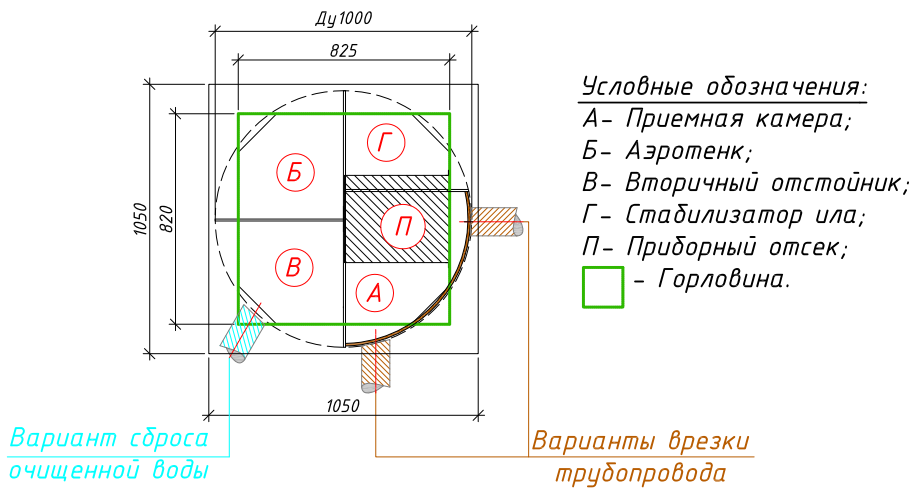 Ду1000
825
Условные обозначения:
А- Приемная камера;
Б- Аэротенк;
В- Вторичный отстойник;
Г- Стабилизатор ила;
П- Приборный отсек;
- Горловина.
1050
820
Г
Б
П
В
А
1050
Вариант сброса
очищенной воды
Варианты врезки
трубопровода